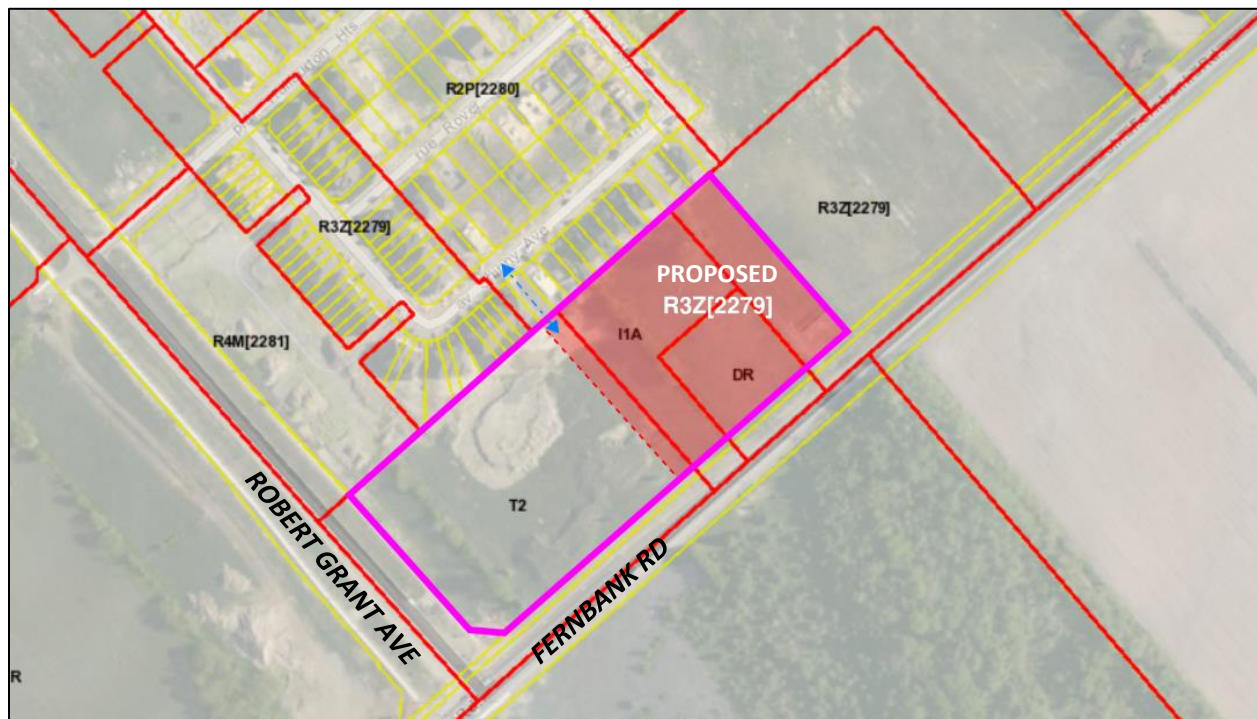 R2P[2280]
R3Z[2279]
R3Z[2279]
PROPOSED
R3Z[2279]
I1A
R4M[2281]
DR
T2
ROBERT GRANT AVE
FERNBANK RD
R